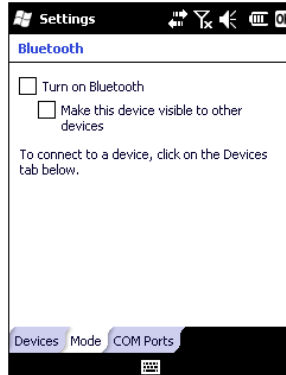 Settings
Bluetooth
Turn on Bluetooth
Make this device visible to other
devices
To connect to a device, click on the Devices
tab below.
Devices Mode COM Ports